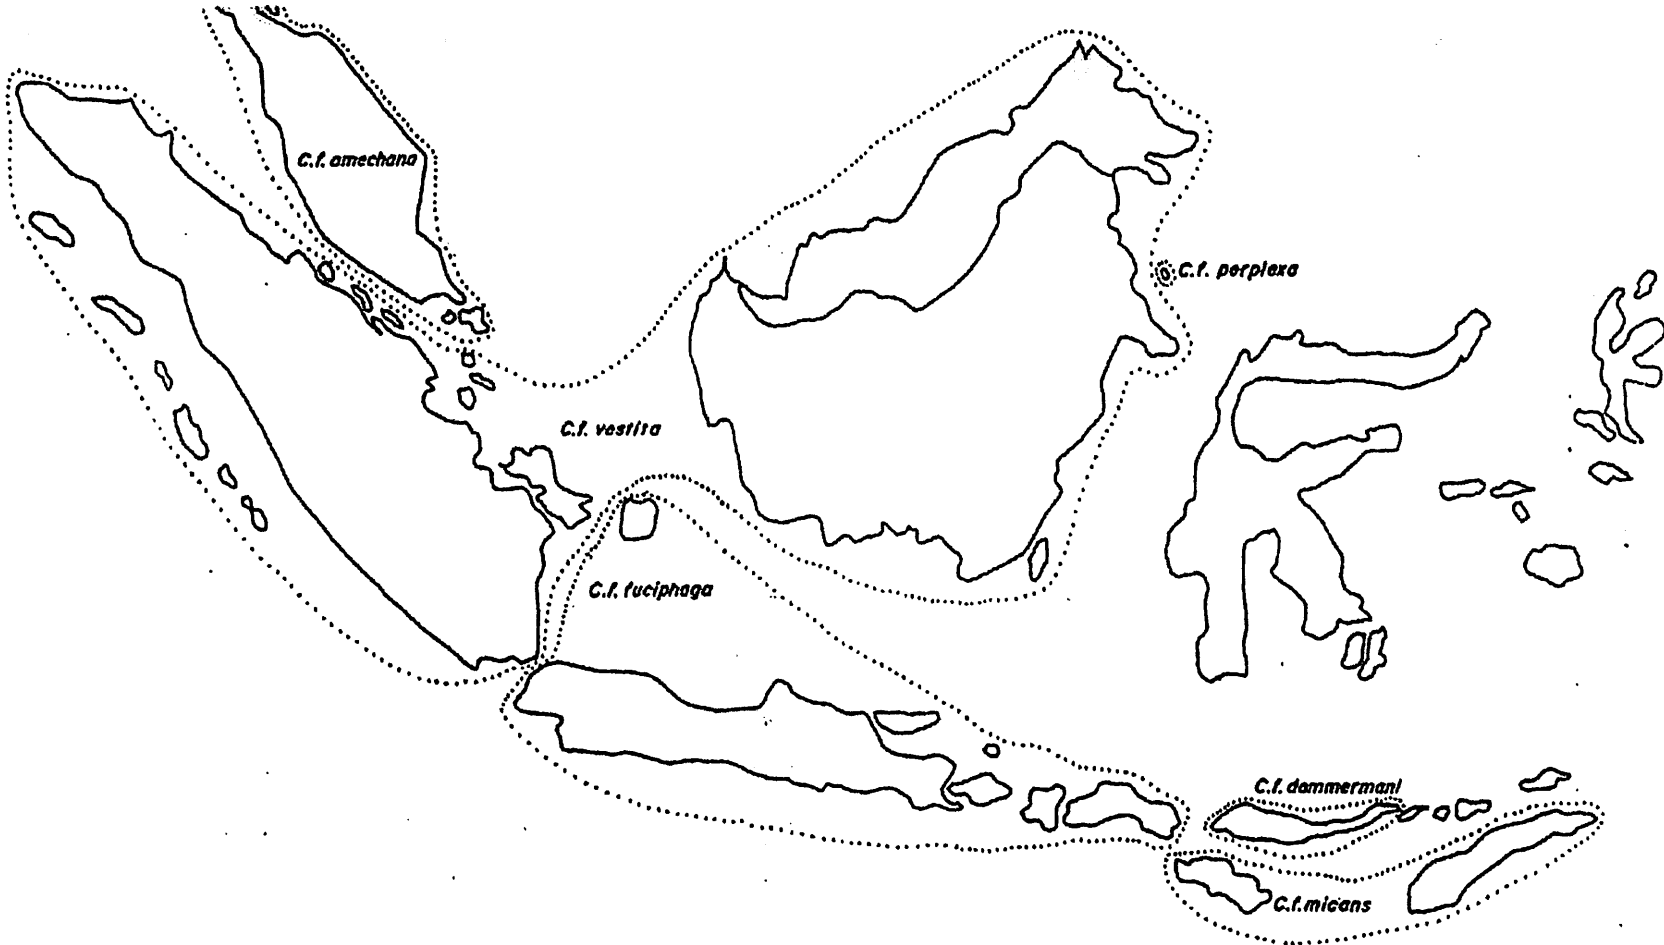 C.f. amechana
C.f. perplexa
C.f. vestita
C.f. fuciphaga
C.f. dammermani
C.f. micans